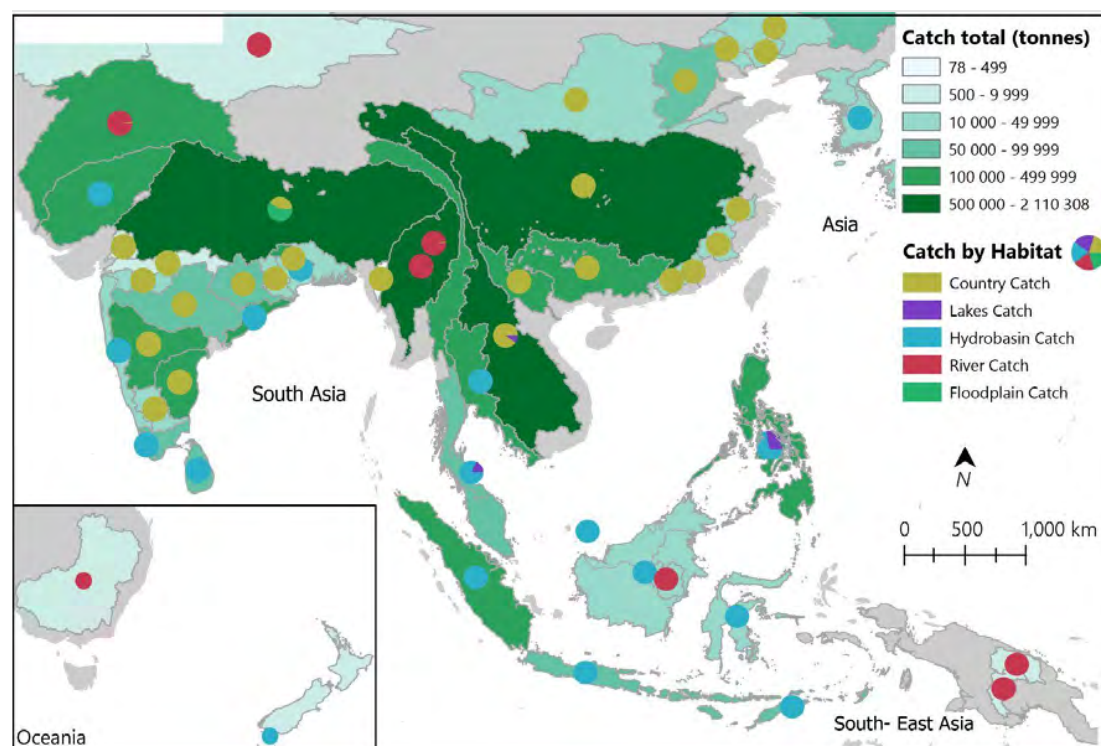 Catch total (tonnes)
78 - 499
500 - 9 999
10 000 - 49 999
50 000 - 99 999
100 000 - 499 999
500 000 - 2 110 308
Asia
Catch by Habitat
Country Catch
Lakes Catch
Hydrobasin Catch
River Catch
Floodplain Catch
South Asia
N
0 500 1,000 km
Oceania
South- East Asia